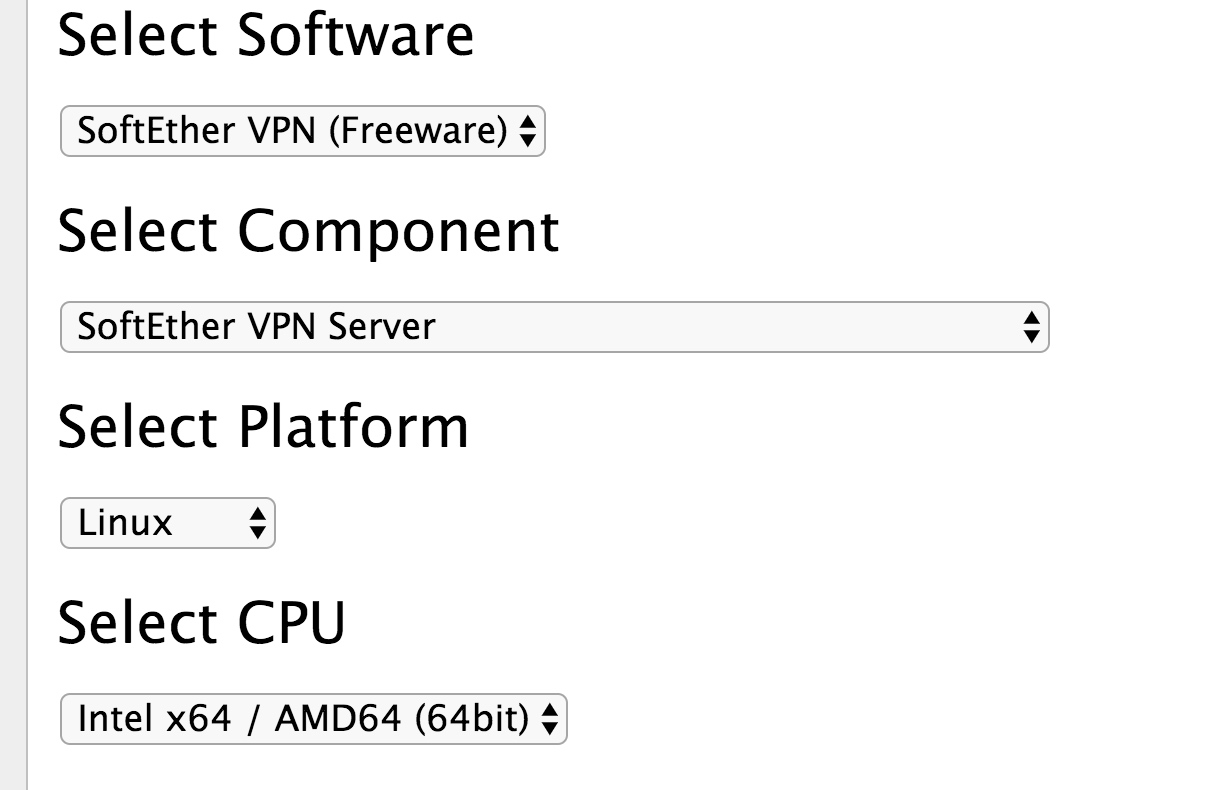 Select Software
SoftEther VPN (Freeware)
Select Component
SoftEther VPN Server
Select Platform
Linux
Select CPU
Intel x64 / AMD64 (64bit)